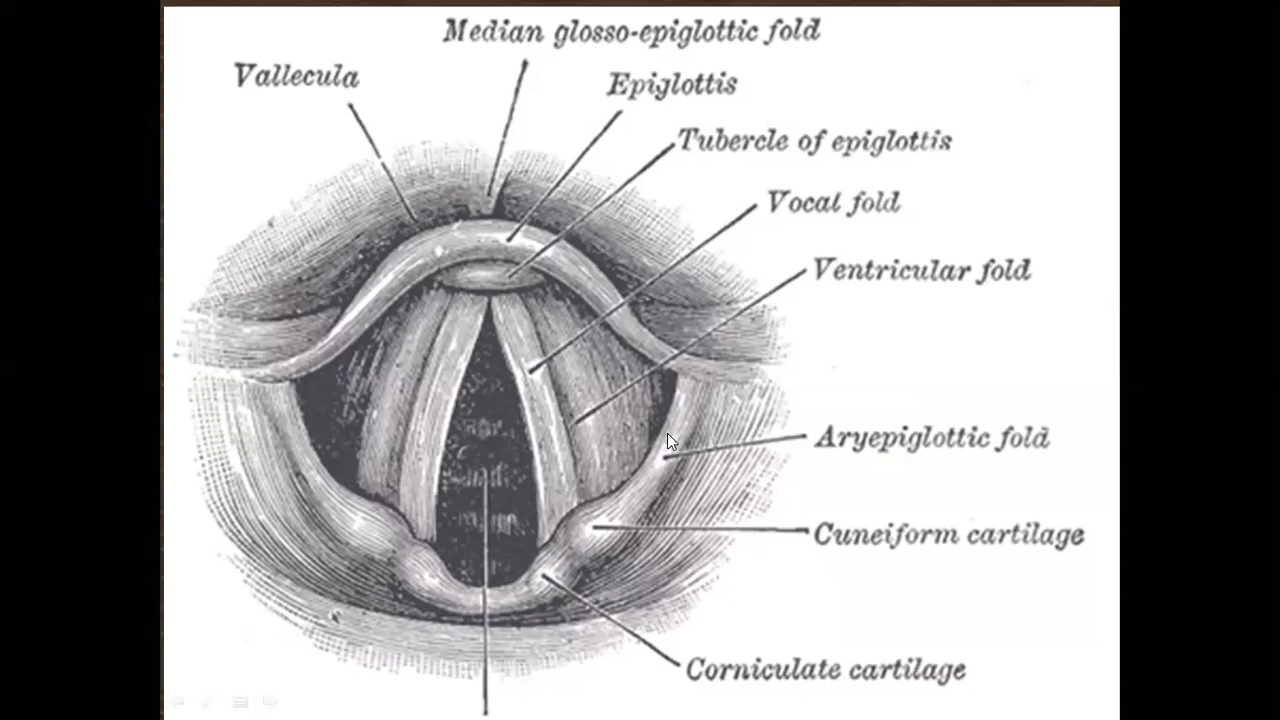 Median glosso-epiglottic fold
Vallecula
Epiglottis
Tubercle of epiglottis
Vocal fold
Ventricular fold
Aryepiglottic fold
Cuneiform cartilage
Corniculate cartilage